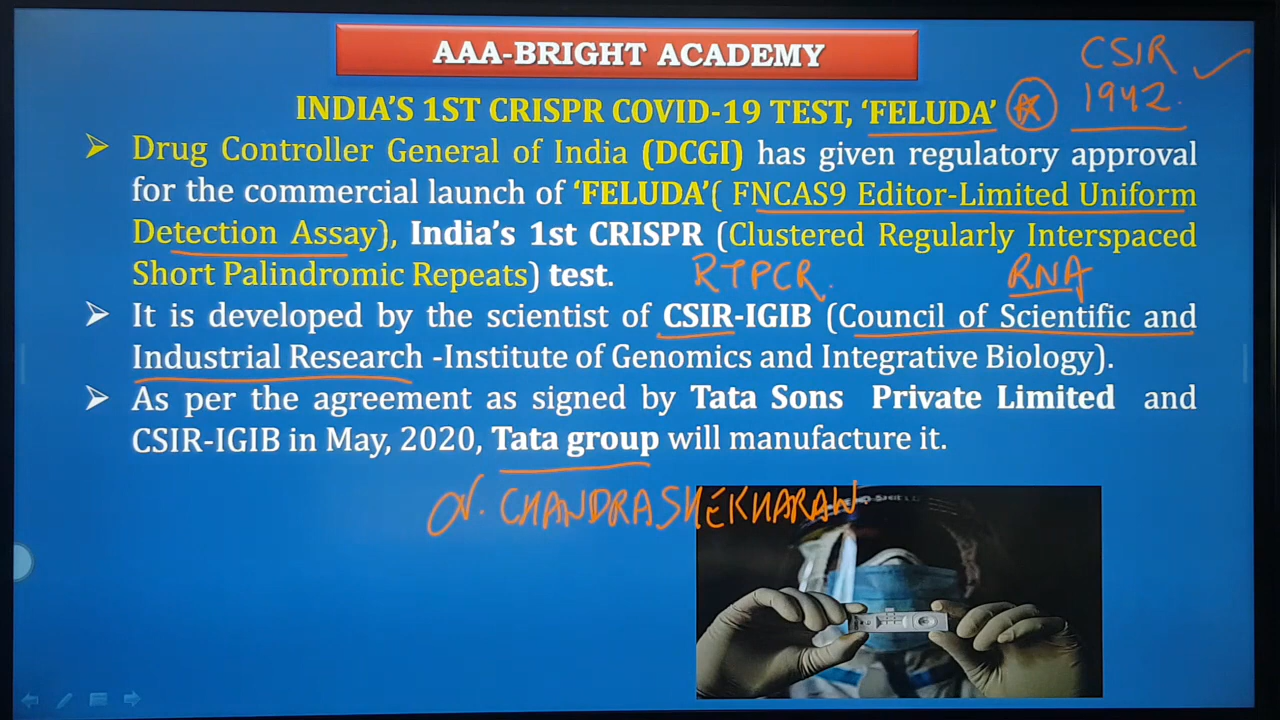 AAA-BRIGHT ACADEMY
CSIR
1942.
INDIA'S 1ST CRISPR COVID-19 TEST, 'FELUDA'
➢ Drug Controller General of India (DCGI) has given regulatory approval
for the commercial launch of 'FELUDA'( FNCAS9 Editor-Limited Uniform
Detection Assay), India's 1st CRISPR (Clustered Regularly Interspaced
Short Palindromic Repeats) test.
RTPCR.
RNA
➢ It is developed by the scientist of CSIR-IGIB (Council of Scientific and
Industrial Research -Institute of Genomics and Integrative Biology).
➢ As per the agreement as signed by Tata Sons Private Limited and
CSIR-IGIB in May, 2020, Tata group will manufacture it.
N. CHANDRASHEKHARAN